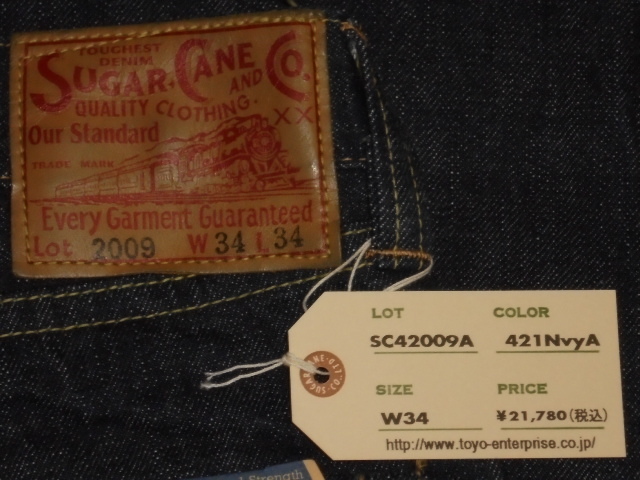 TOUGHEST
DENIM
SUGAR CANE AND CO.
QUALITY CLOTHING.
XX
Our Standard
TRADE MARK
Every Garment Guaranteed
Lot 2009 W 34 L 34
LOT COLOR
SC42009A 421NvyA
SIZE PRICE
W34 ¥21,780(税込)
http://www.toyo-enterprise.co.jp/
Strength